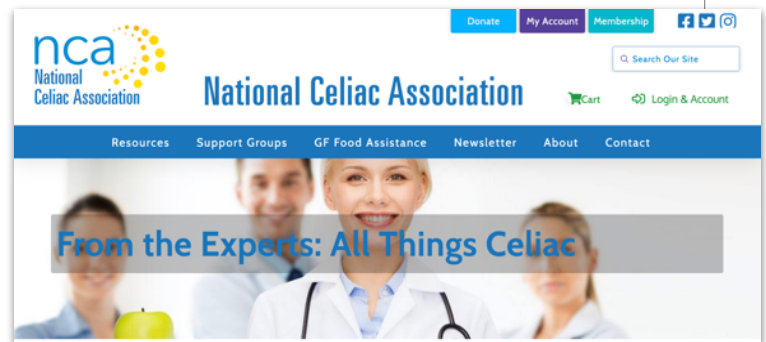 Donate My Account Membership
nca
National
Celiac Association
Search Our Site
National Celiac Association
Cart Login & Account
Resources Support Groups GF Food Assistance Newsletter About Contact
From the Experts: All Things Celiac